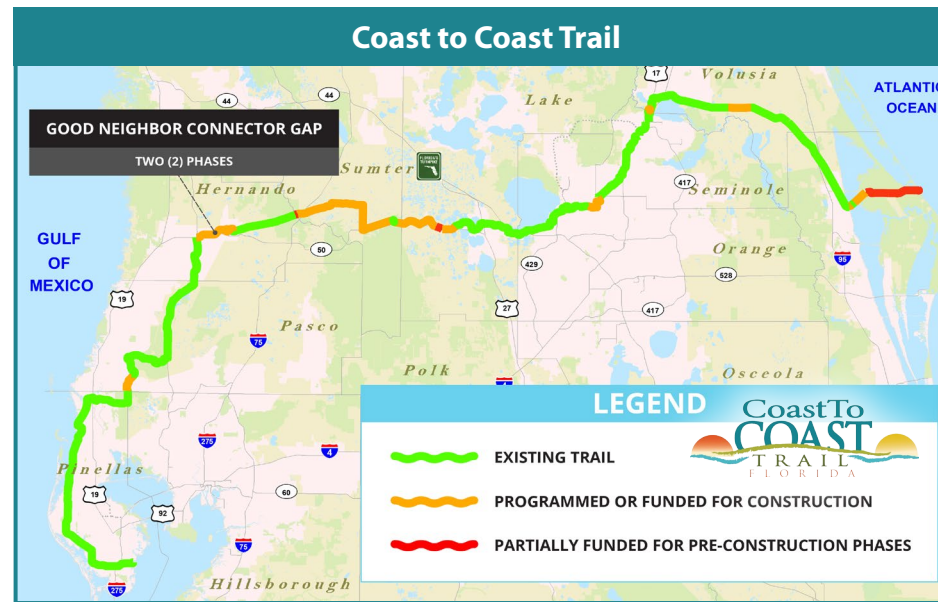 Coast to Coast Trail
17
Volusia
ATLANTIC
OCEAN
44
44
Lake
GOOD NEIGHBOR CONNECTOR GAP
TWO (2) PHASES
Sumter
Hernando
417
Seminole
GULF
OF
MEXICO
50
429
Orange
95
528
19
27
417
Pasco
75
Polk
4
Osceola
LEGEND
CoastTo
COAST
TRAIL
FLORIDA
EXISTING TRAIL
PROGRAMMED OR FUNDED FOR CONSTRUCTION
PARTIALLY FUNDED FOR PRE-CONSTRUCTION PHASES
275
4
Pinellas
19
60
92
75
275
Hillsborough